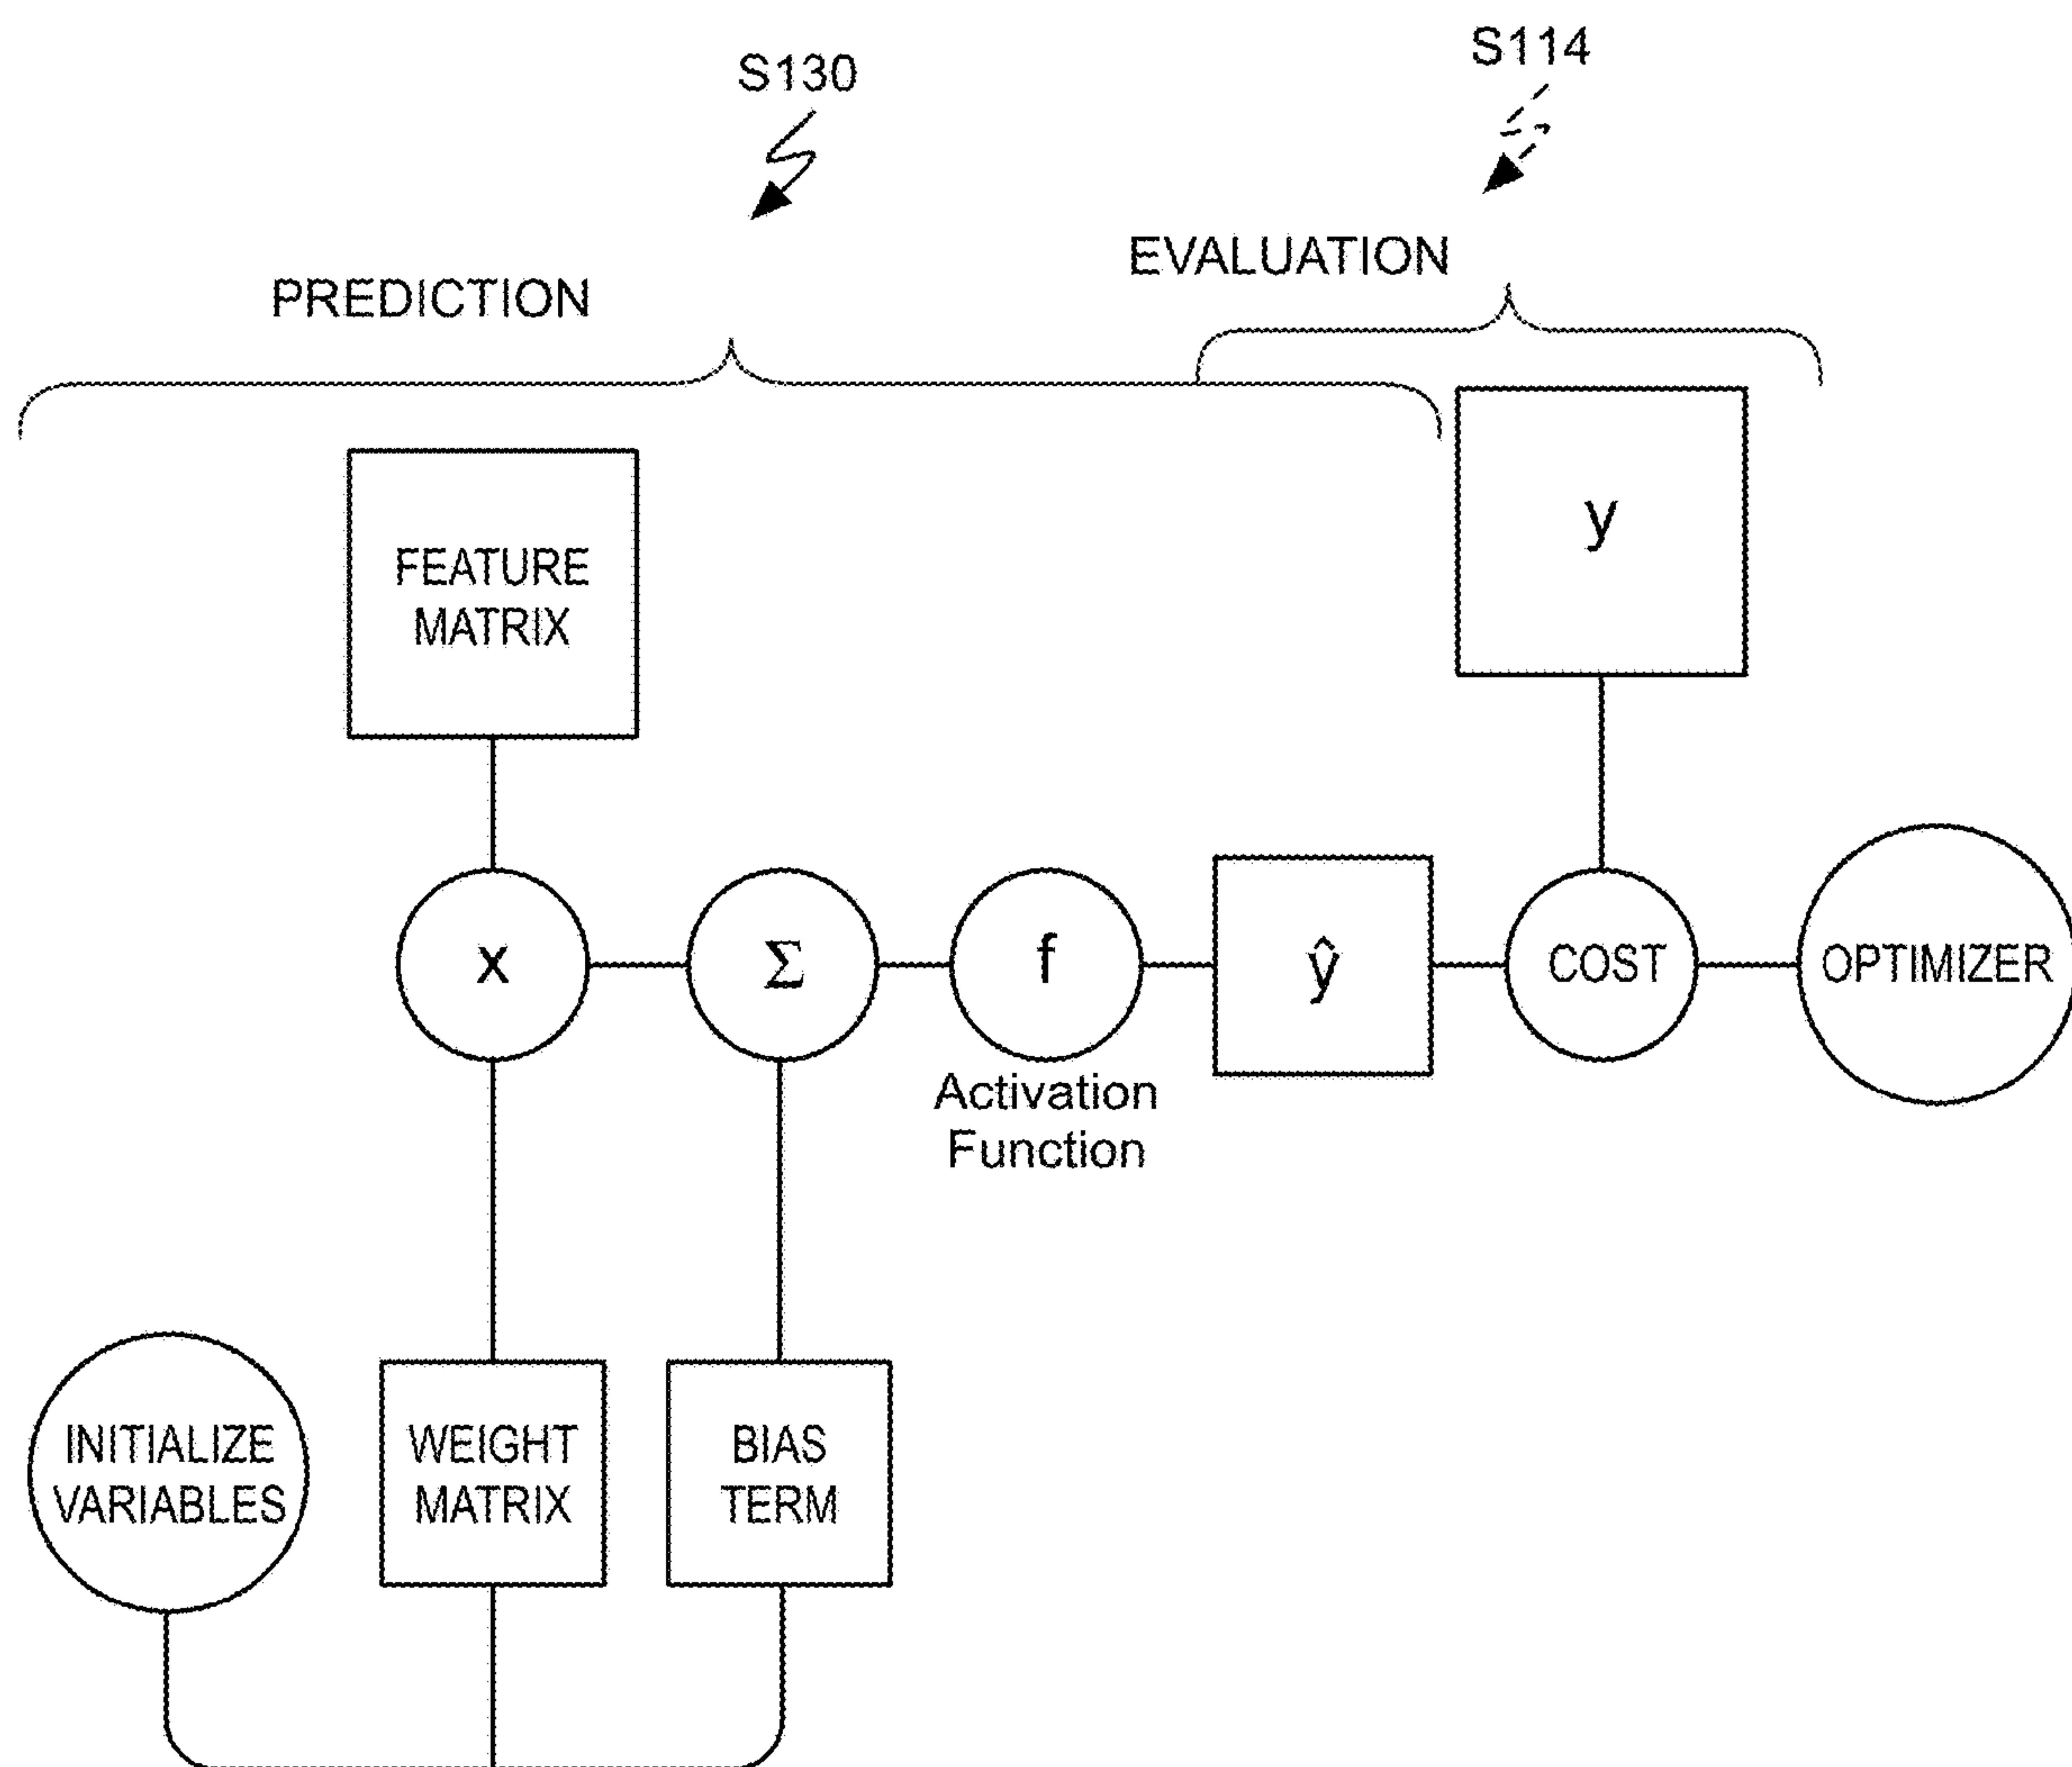 S130
S114
PREDICTION
EVALUATION
FEATURE
MATRIX
y
x
Σ
f
ŷ
COST
OPTIMIZER
Activation
Function
INITIALIZE
VARIABLES
WEIGHT
MATRIX
BIAS
TERM